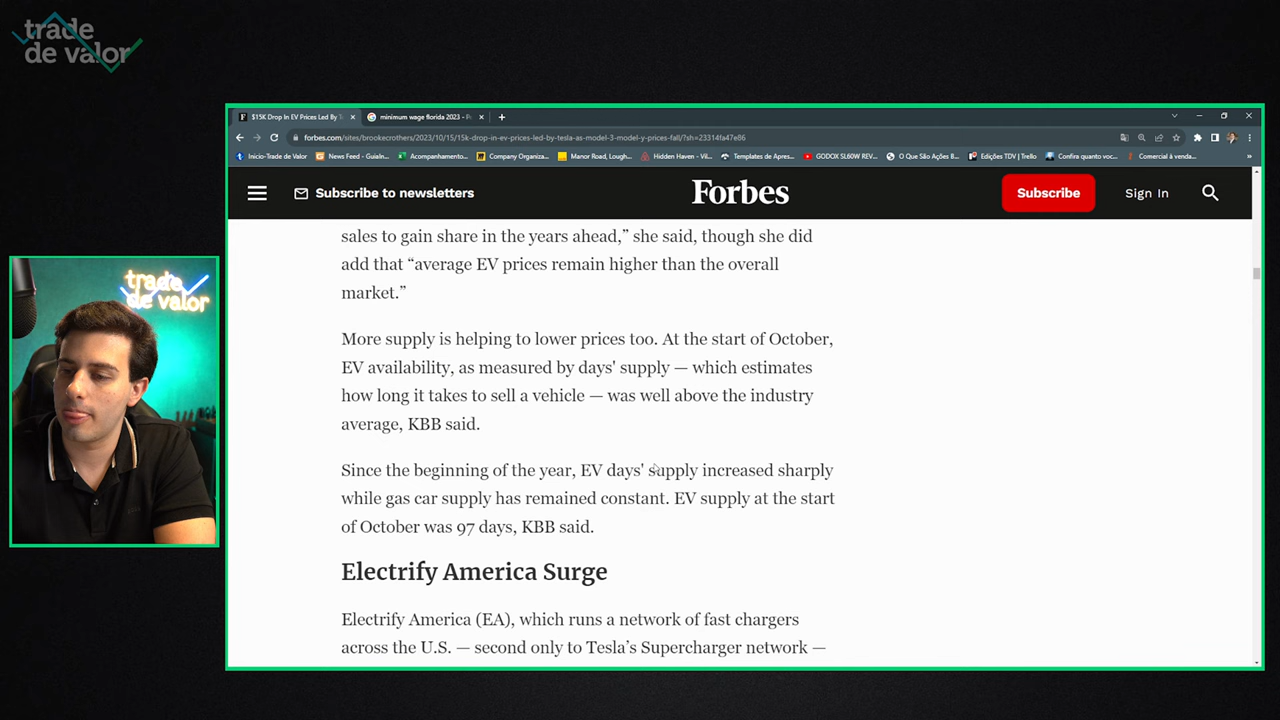 trade
de valor
$15K Drop In EV Prices Led By T
minimum wage florida 2023 - P
forbes.com/sites/brookecrothers/2023/10/15/15k-drop-in-ev-prices-led-by-tesla-as-model-3-model-y-prices-fall/?sh=23314fa47e86
Inicio-Trade de Valor
News Feed - GuiaIn...
Acompanhamento...
Company Organiza...
Manor Road, Lough...
Hidden Haven - Vil...
Templates de Apres...
GODOX SL60W REV...
O Que São Ações B...
Edições TDV | Trello
Confira quanto voc...
Comercial à venda...
Subscribe to newsletters
Forbes
Subscribe
Sign In
sales to gain share in the years ahead,” she said, though she did
add that “average EV prices remain higher than the overall
market.”
More supply is helping to lower prices too. At the start of October,
EV availability, as measured by days' supply — which estimates
how long it takes to sell a vehicle — was well above the industry
average, KBB said.
Since the beginning of the year, EV days' supply increased sharply
while gas car supply has remained constant. EV supply at the start
of October was 97 days, KBB said.
Electrify America Surge
Electrify America (EA), which runs a network of fast chargers
across the U.S. — second only to Tesla’s Supercharger network —
trade
de valor